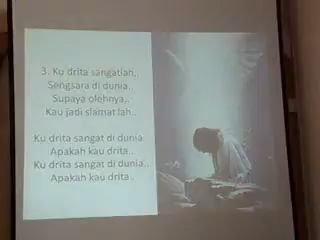 3. Ku drita sangatlah..
Sengsara di dunia..
Supaya olehnya..
Kau jadi slamat lah..
Ku drita sangat di dunia..
Apakah kau drita..
Ku drita sangat di dunia..
Apakah kau drita..